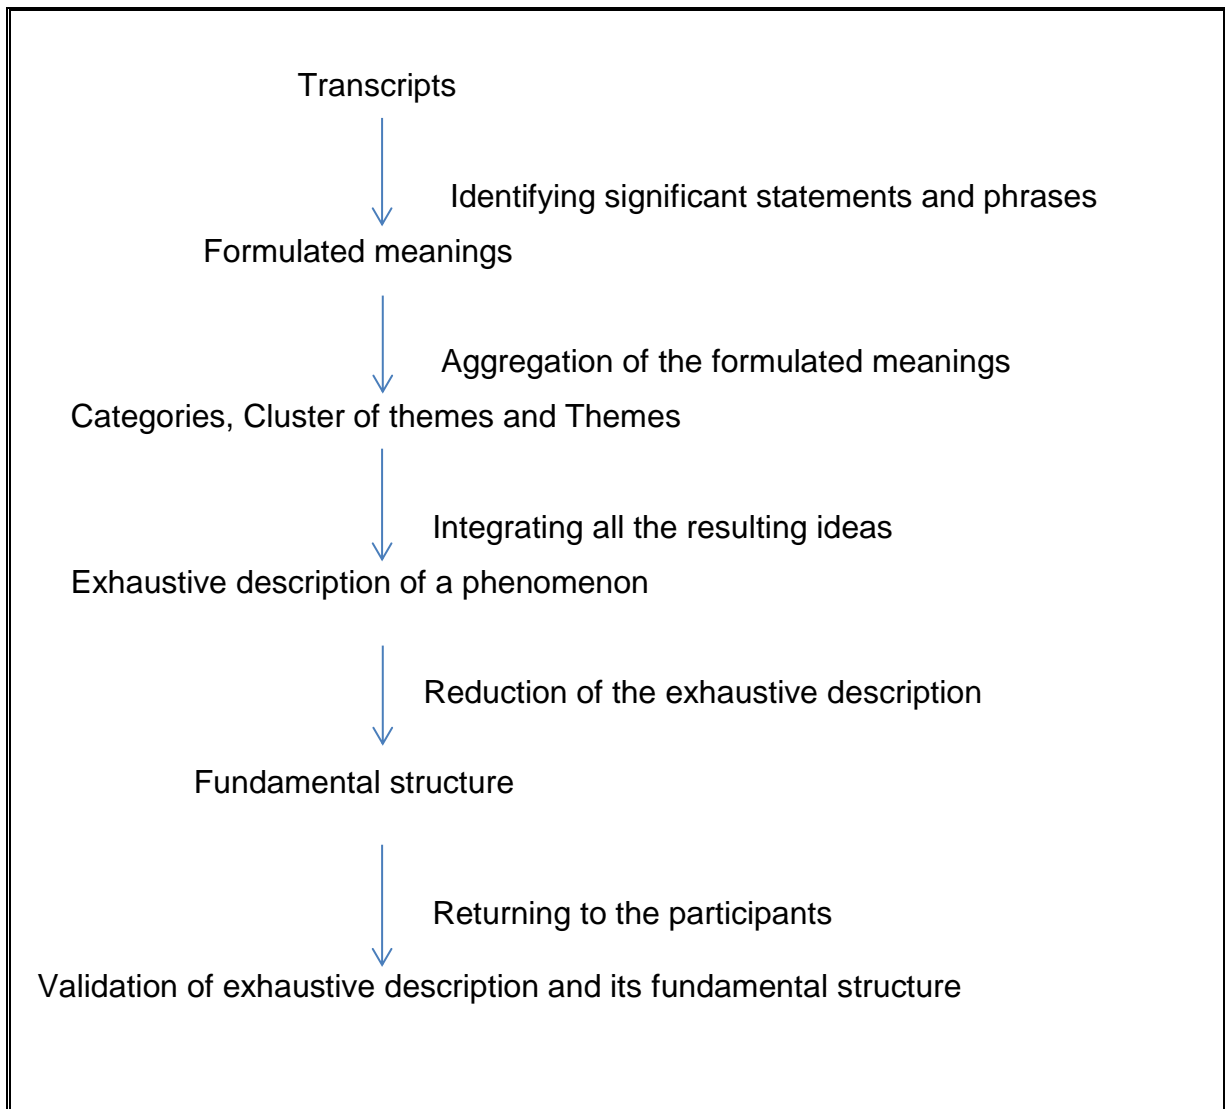 Transcripts
Identifying significant statements and phrases
Formulated meanings
Aggregation of the formulated meanings
Categories, Cluster of themes and Themes
Integrating all the resulting ideas
Exhaustive description of a phenomenon
Reduction of the exhaustive description
Fundamental structure
Returning to the participants
Validation of exhaustive description and its fundamental structure